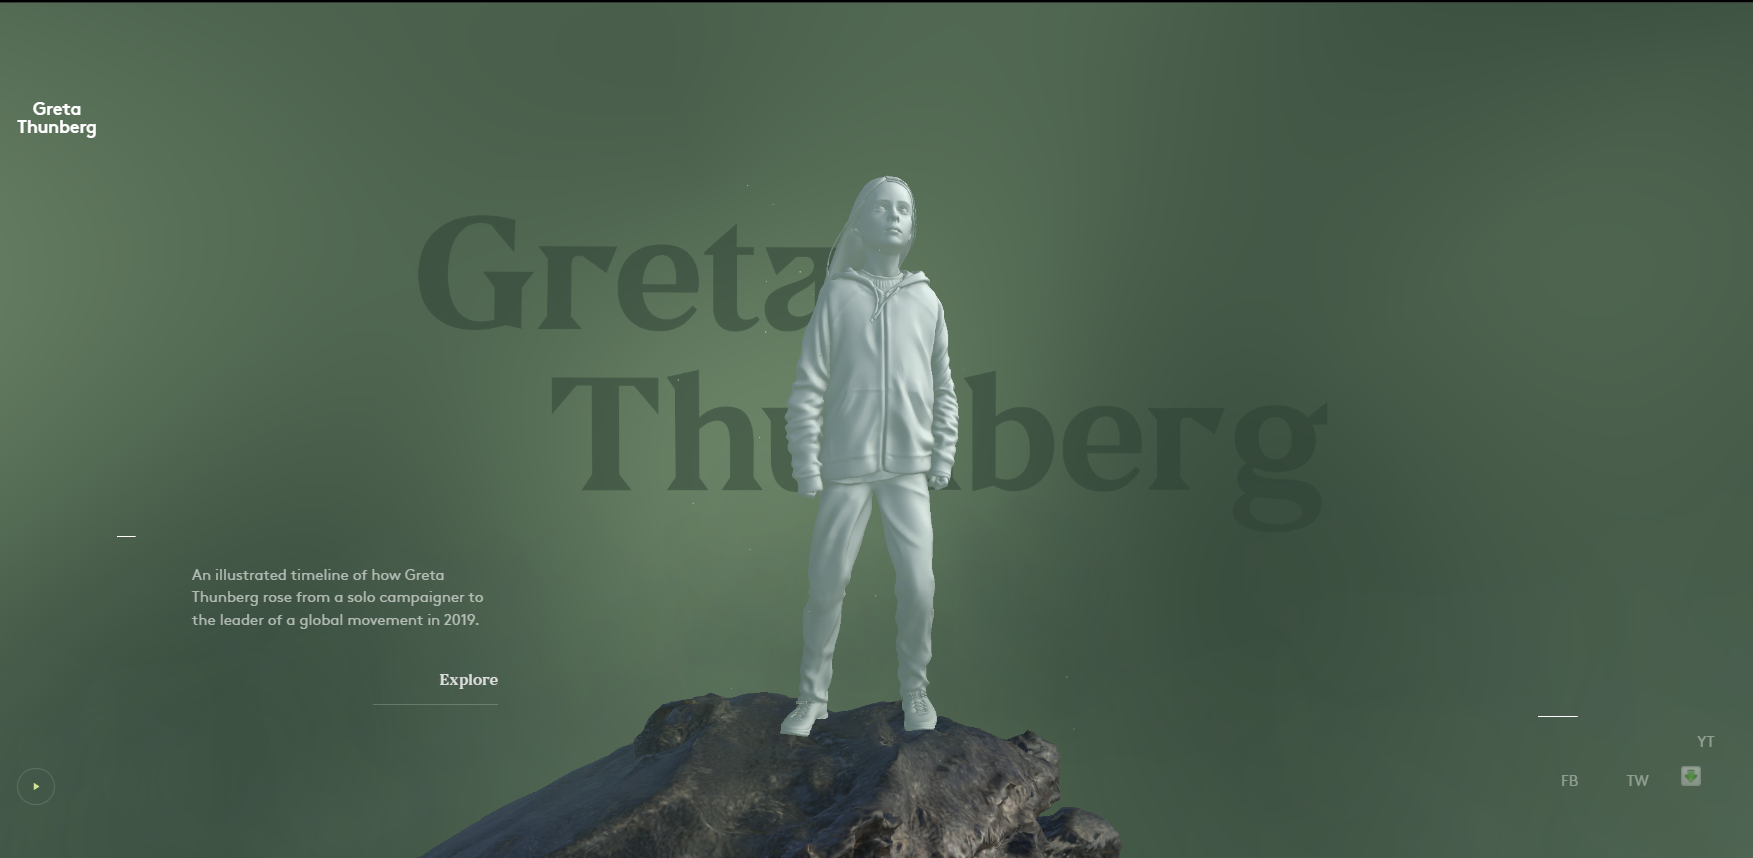 Greta
Thunberg
Greta
Thunberg
An illustrated timeline of how Greta
Thunberg rose from a solo campaigner to
the leader of a global movement in 2019.
Explore
YT
FB
TW